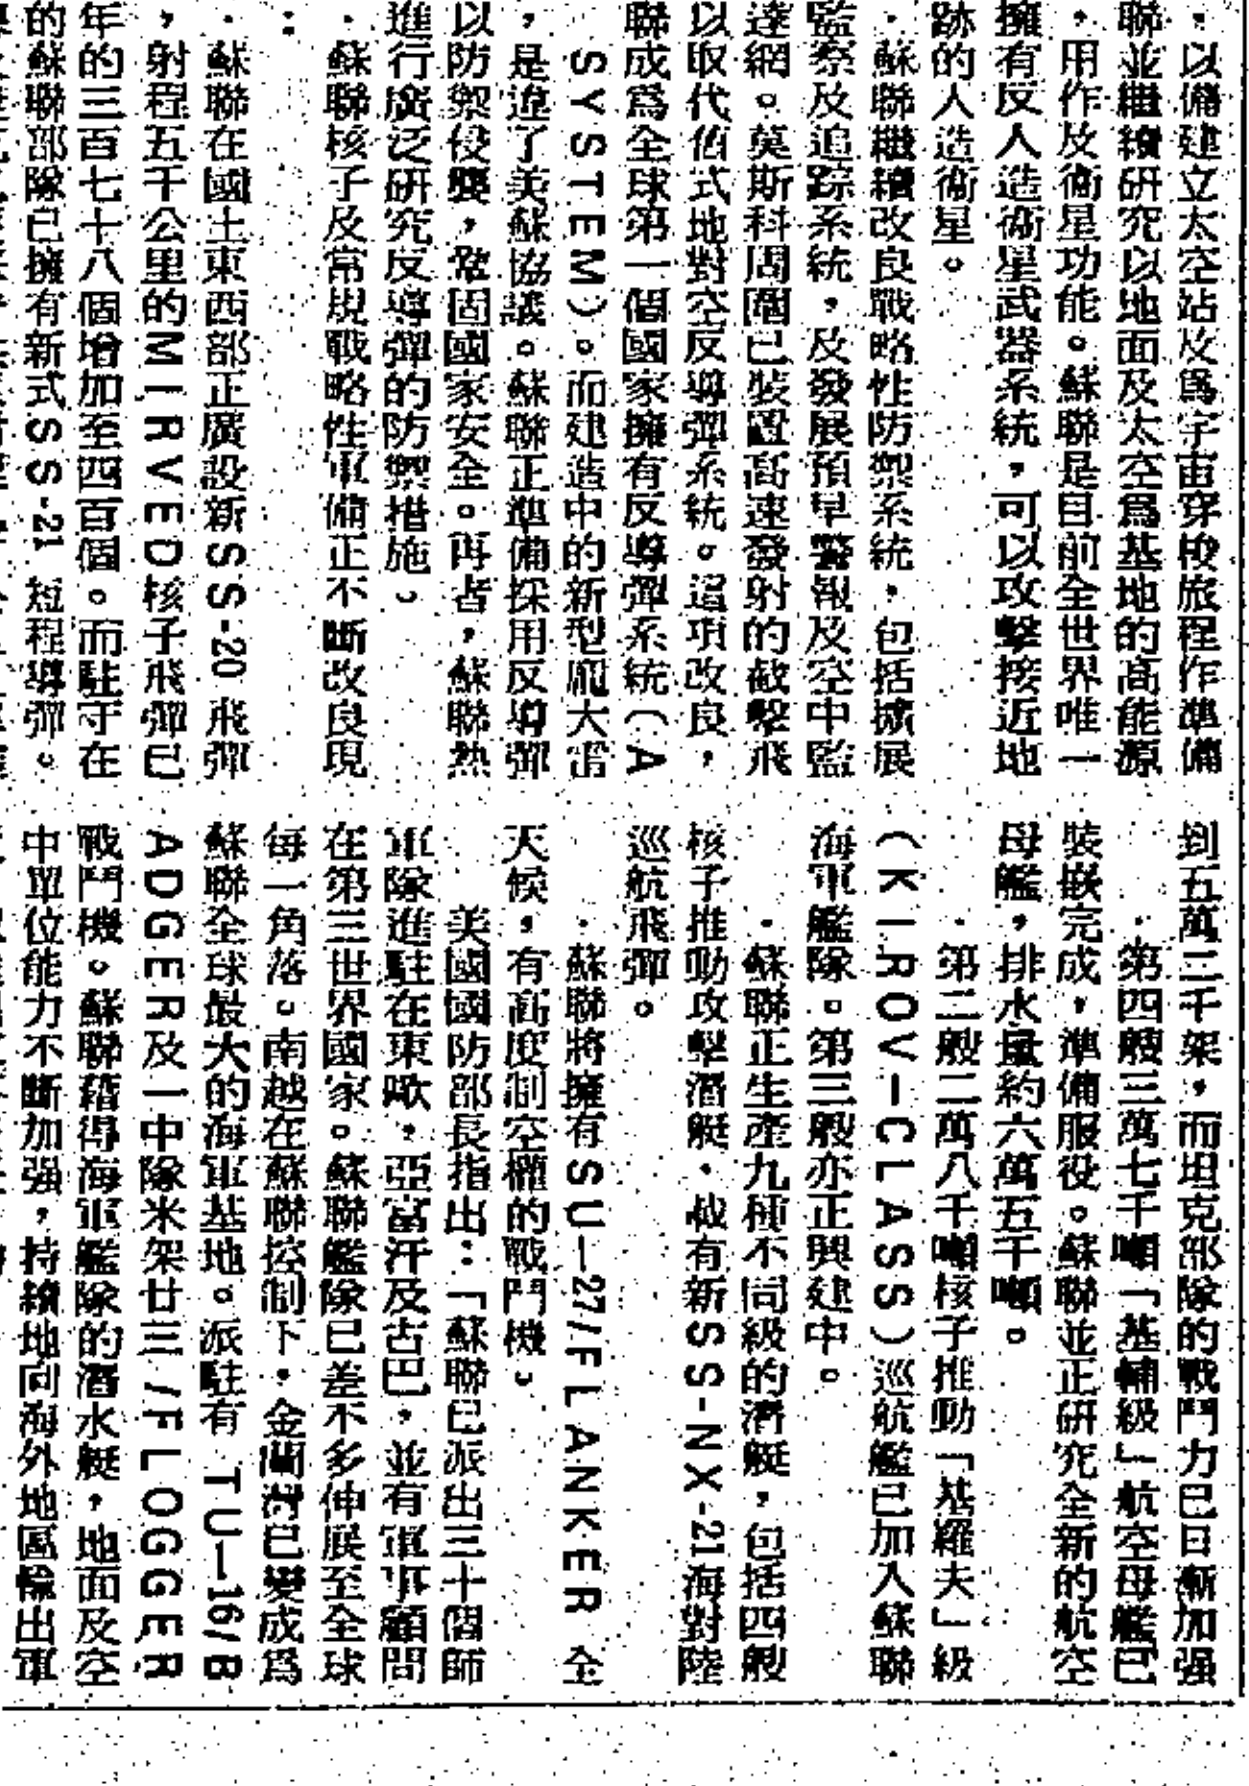 ，以備建立太空站及爲宇宙穿梭旅程作準備
聯並繼續研究以地面及太空爲基地的高能源
，用作反衞星功能。蘇聯是目前全世界唯一
擁有反人造衞星武器系統，可以攻擊接近地
跡的人造衞星。
．蘇聯繼續改良戰略性防禦系統，包括擴展
監察及追踪系統，及發展預早警報及空中監
達網。莫斯科周圍已裝置高速發射的截擊飛
以取代舊式地對空反導彈系統。這項改良，
聯成爲全球第一個國家擁有反導彈系統（A
SYSTEM）。而建造中的新型龐大雷
，是違了美蘇協議。蘇聯正準備採用反導彈
以防禦侵襲，鞏固國家安全。再者，蘇聯熱
進行廣泛研究反導彈的防禦措施。
．蘇聯核子及常規戰略性軍備正不斷改良現
：
．蘇聯在國土東西部正廣設新SS-20飛彈
，射程五千公里的MIRVED核子飛彈已
年的三百七十八個增加至四百個。而駐守在
的蘇聯部隊已擁有新式SS-21短程導彈。
到五萬二千架，而坦克部隊的戰鬥力已日漸加强
．第四艘三萬七千噸「基輔級」航空母艦已
裝嵌完成，準備服役。蘇聯並正研究全新的航空
母艦，排水量約六萬五千噸。
．第二艘二萬八千噸核子推動「基羅夫」級
（KIROV-CLASS）巡航艦已加入蘇聯
海軍艦隊。第三艘亦正興建中。
．蘇聯正生產九種不同級的潛艇，包括四艘
核子推動攻擊潛艇，載有新SS-NX-21海對陸
巡航飛彈。
．蘇聯將擁有SU-27/FLANKER全
天候，有高度制空權的戰鬥機。
美國國防部長指出：「蘇聯已派出三十個師
軍隊進駐在東歐，亞富汗及古巴，並有軍事顧問
在第三世界國家。蘇聯艦隊已差不多伸展至全球
每一角落。南越在蘇聯控制下，金蘭灣已變成爲
蘇聯全球最大的海軍基地。派駐有TU-16/B
ADGER及一中隊米架廿三/FLOGGER
戰鬥機。蘇聯藉得海軍艦隊的潛水艇，地面及空
中單位能力不斷加强，持續地向海外地區輸出軍